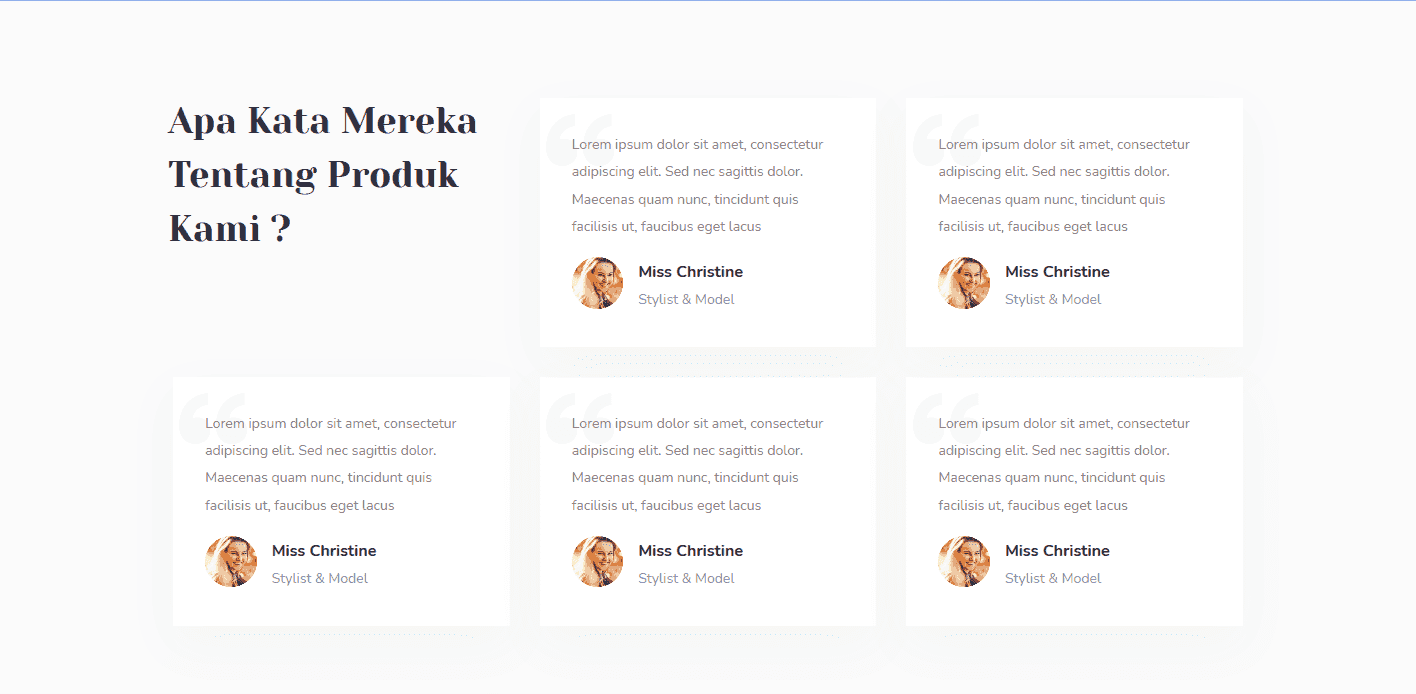 Apa Kata Mereka
Tentang Produk
Kami ?
Lorem ipsum dolor sit amet, consectetur
adipiscing elit. Sed nec sagittis dolor.
Maecenas quam nunc, tincidunt quis
facilisis ut, faucibus eget lacus
Miss Christine
Stylist & Model
Lorem ipsum dolor sit amet, consectetur
adipiscing elit. Sed nec sagittis dolor.
Maecenas quam nunc, tincidunt quis
facilisis ut, faucibus eget lacus
Miss Christine
Stylist & Model
Lorem ipsum dolor sit amet, consectetur
adipiscing elit. Sed nec sagittis dolor.
Maecenas quam nunc, tincidunt quis
facilisis ut, faucibus eget lacus
Miss Christine
Stylist & Model
Lorem ipsum dolor sit amet, consectetur
adipiscing elit. Sed nec sagittis dolor.
Maecenas quam nunc, tincidunt quis
facilisis ut, faucibus eget lacus
Miss Christine
Stylist & Model
Lorem ipsum dolor sit amet, consectetur
adipiscing elit. Sed nec sagittis dolor.
Maecenas quam nunc, tincidunt quis
facilisis ut, faucibus eget lacus
Miss Christine
Stylist & Model